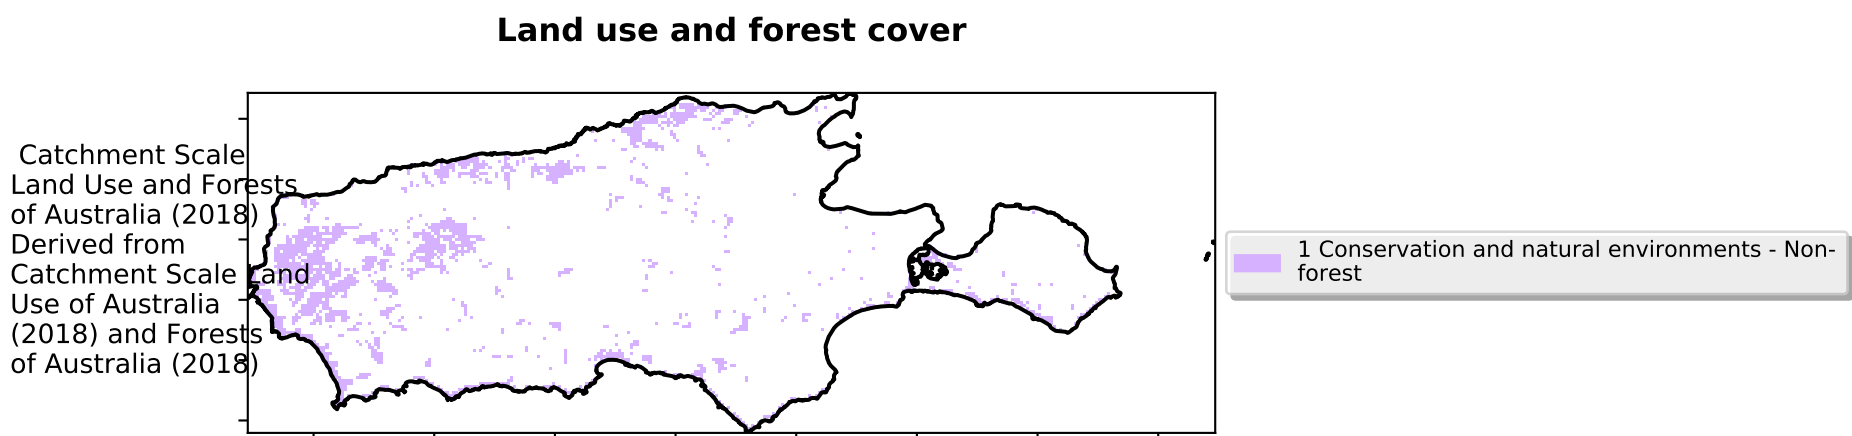 Land use and forest cover
Catchment Scale
Land Use and Forests
of Australia (2018)
Derived from
Catchment Scale Land
Use of Australia
(2018) and Forests
of Australia (2018)
1 Conservation and natural environments - Non-
forest